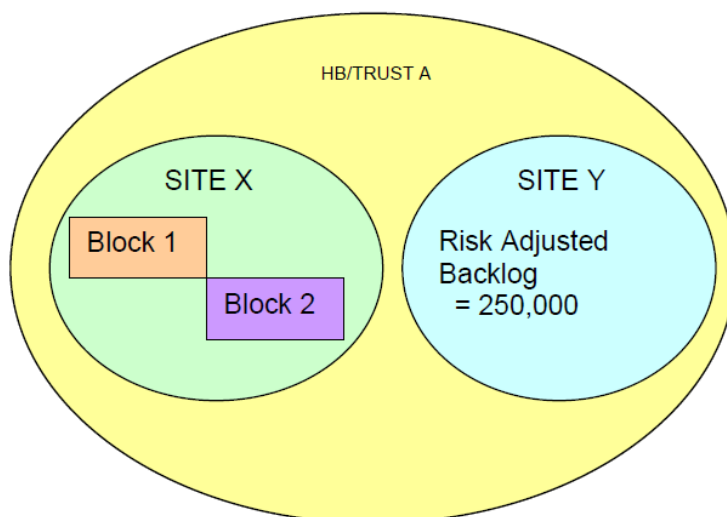 HB/TRUST A
SITE X
Block 1
Block 2
SITE Y
Risk Adjusted
Backlog
= 250,000